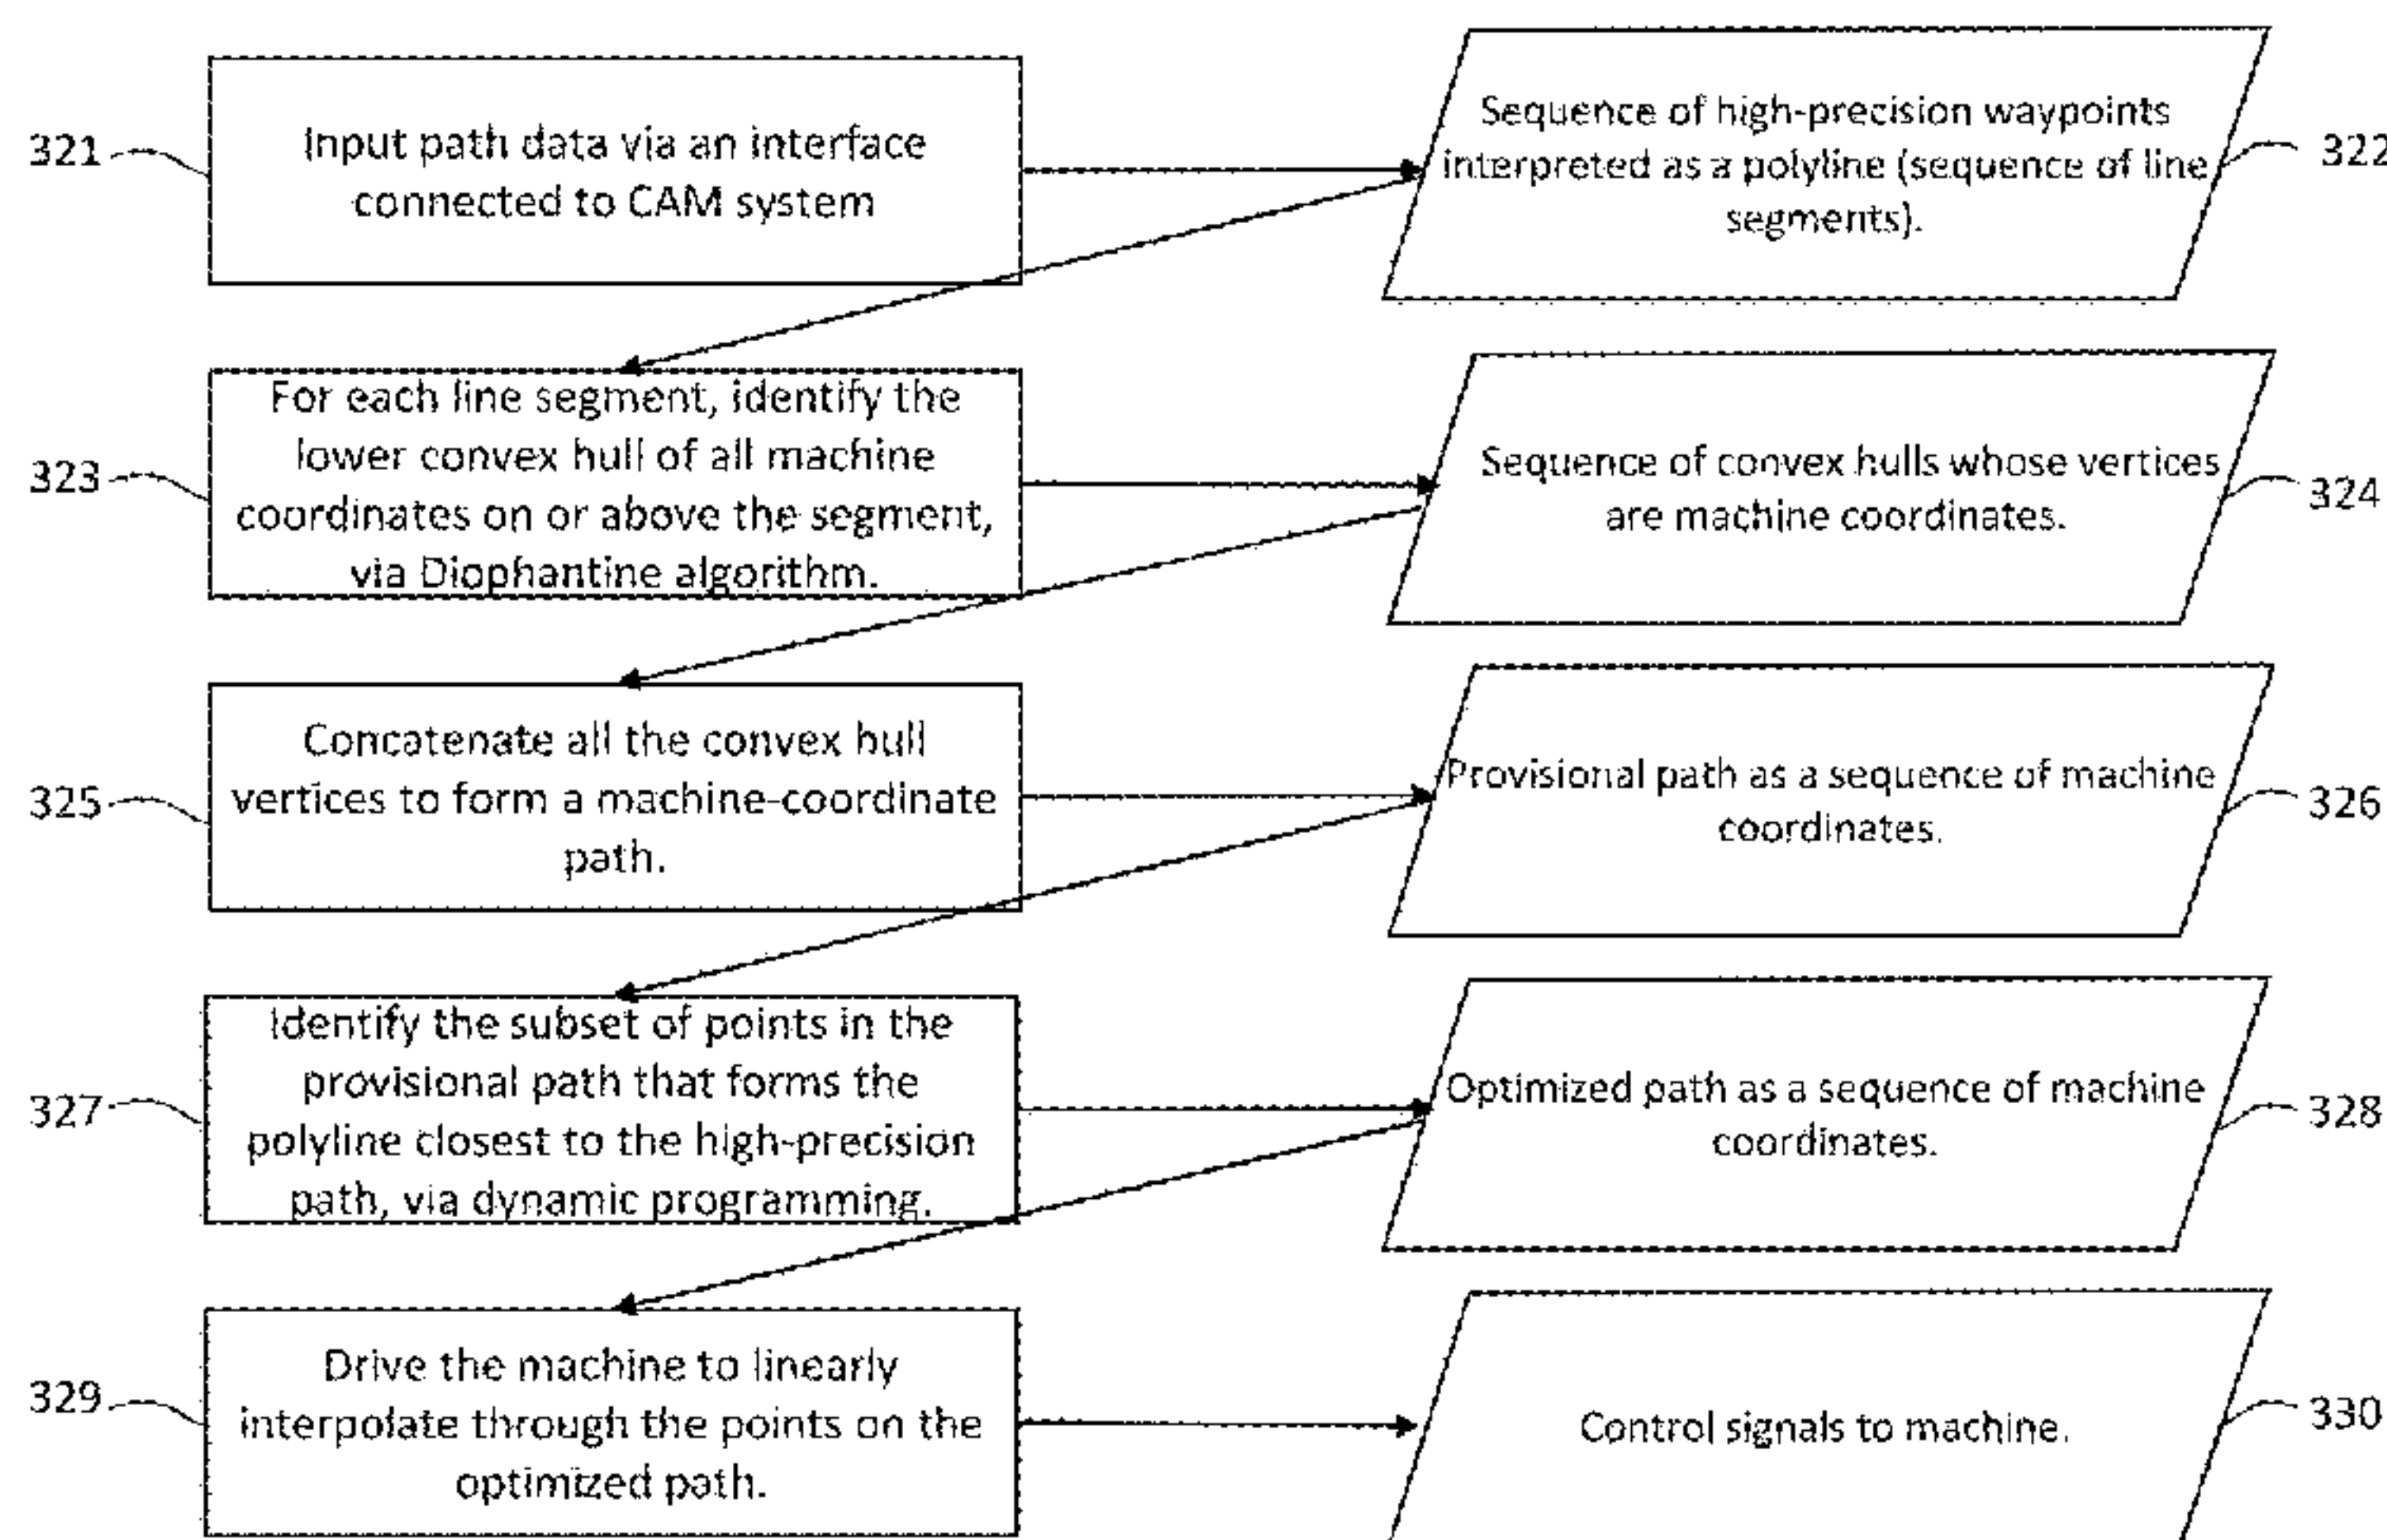 321
Input path data via an interface
connected to CAM system
Sequence of high-precision waypoints
interpreted as a polyline (sequence of line
segments).
322
323
For each line segment, identify the
lower convex hull of all machine
coordinates on or above the segment,
via Diophantine algorithm.
Sequence of convex hulls whose vertices
are machine coordinates.
324
325
Concatenate all the convex hull
vertices to form a machine-coordinate
path.
Provisional path as a sequence of machine
coordinates.
326
327
Identify the subset of points in the
provisional path that forms the
polyline closest to the high-precision
path, via dynamic programming.
Optimized path as a sequence of machine
coordinates.
328
329
Drive the machine to linearly
interpolate through the points on the
optimized path.
Control signals to machine.
330